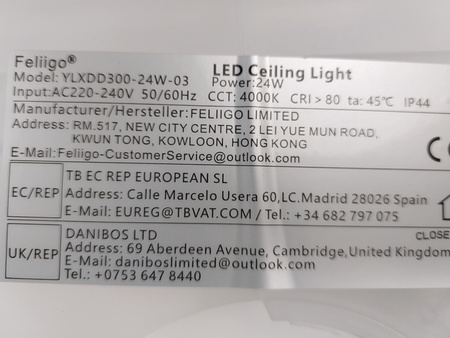 Feliigo®
LED Ceiling Light
Model: YLXDD300-24W-03 Power:24W
Input:AC220-240V 50/60Hz CCT: 4000K CRI>80 ta: 45℃ IP44
Manufacturer/Hersteller:FELIIGO LIMITED
Address: RM.517, NEW CITY CENTRE, 2 LEI YUE MUN ROAD,
KWUN TONG, KOWLOON, HONG KONG
E-Mail:Feliigo-CustomerService@outlook.com
CE
EC/REP
TB EC REP EUROPEAN SL
Address: Calle Marcelo Usera 60,LC.Madrid 28026 Spain
E-Mail: EUREG@TBVAT.COM / Tel.: +34 682 797 075
UK/REP
DANIBOS LTD
CLOSE
Address: 69 Aberdeen Avenue, Cambridge,United Kingdom
E-Mail: daniboslimited@outlook.com
Tel.: +0753 647 8440